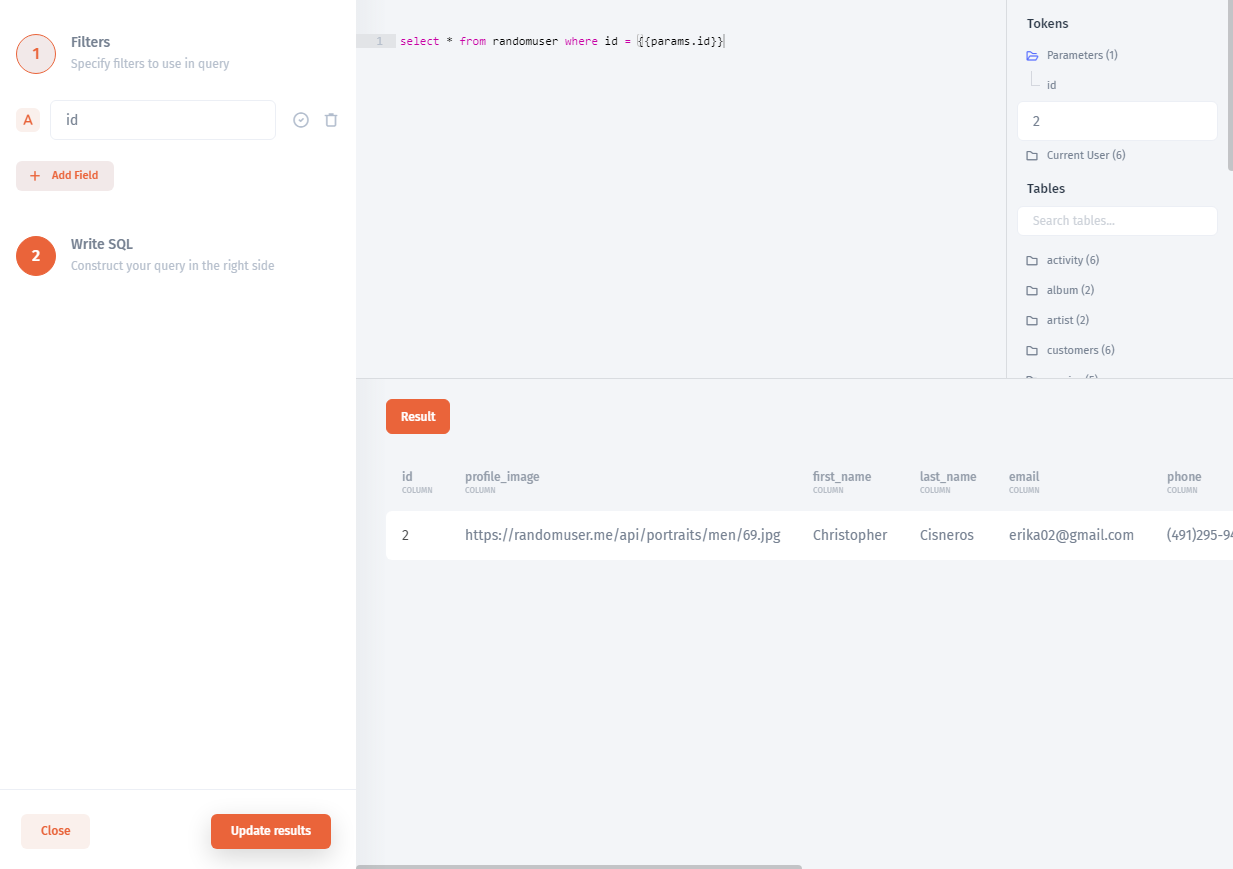 1
Filters
Specify filters to use in query
A
id
Add Field
2
Write SQL
Construct your query in the right side
Close
Update results
1 select * from randomuser where id = {{params.id}}
Tokens
Parameters (1)
id
2
Current User (6)
Tables
Search tables...
activity (6)
album (2)
artist (2)
customers (6)
Result
id profile_image first_name last_name email phone
COLUMN COLUMN COLUMN COLUMN COLUMN COLUMN
2 https://randomuser.me/api/portraits/men/69.jpg Christopher Cisneros erika02@gmail.com (491)295-94